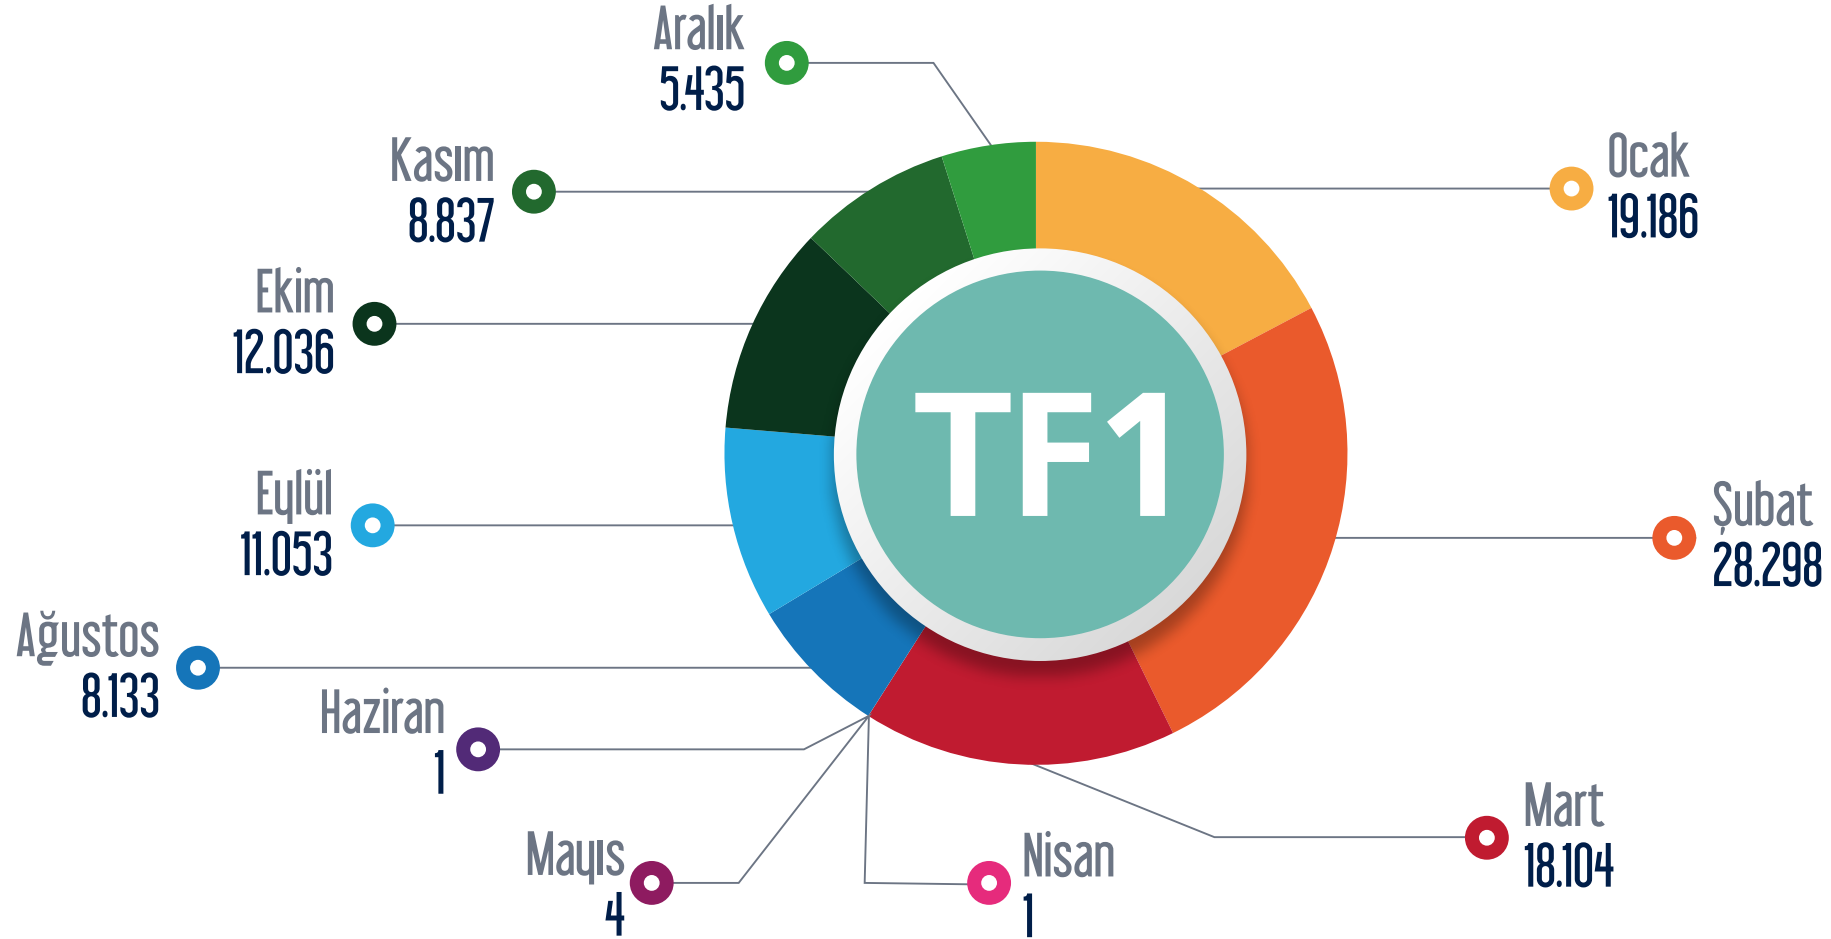 Aralık
5.435
Kasım
8.837
Ocak
19.186
Ekim
12.036
TF1
Eylül
11.053
Şubat
28.298
Ağustos
8.133
Haziran
1
Mart
18.104
Mayıs
4
Nisan
1